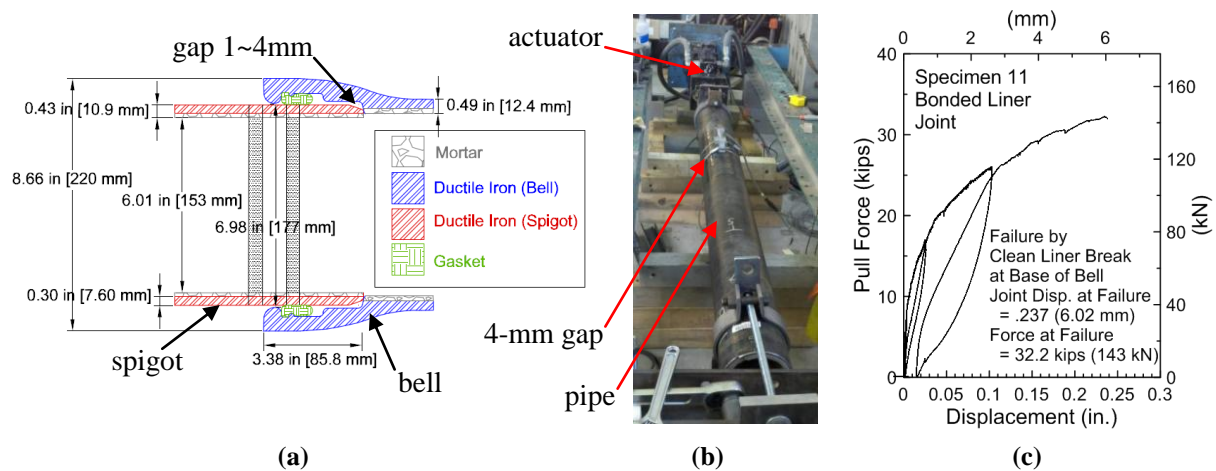 gap 1~4mm
0.43 in [10.9 mm]
0.49 in [12.4 mm]
8.66 in [220 mm]
6.01 in [153 mm]
6.98 in [177 mm]
0.30 in [7.60 mm]
3.38 in [85.8 mm]
spigot
bell
Mortar
Ductile Iron (Bell)
Ductile Iron (Spigot)
Gasket
(a)
actuator
4-mm gap
pipe
(b)
(mm)
0 2 4 6
40
30
20
10
0
Pull Force (kips)
160
120
80
40
0
(kN)
Specimen 11
Bonded Liner
Joint
Failure by
Clean Liner Break
at Base of Bell
Joint Disp. at Failure
= .237 (6.02 mm)
Force at Failure
= 32.2 kips (143 kN)
0 0.05 0.1 0.15 0.2 0.25 0.3
Displacement (in.)
(c)